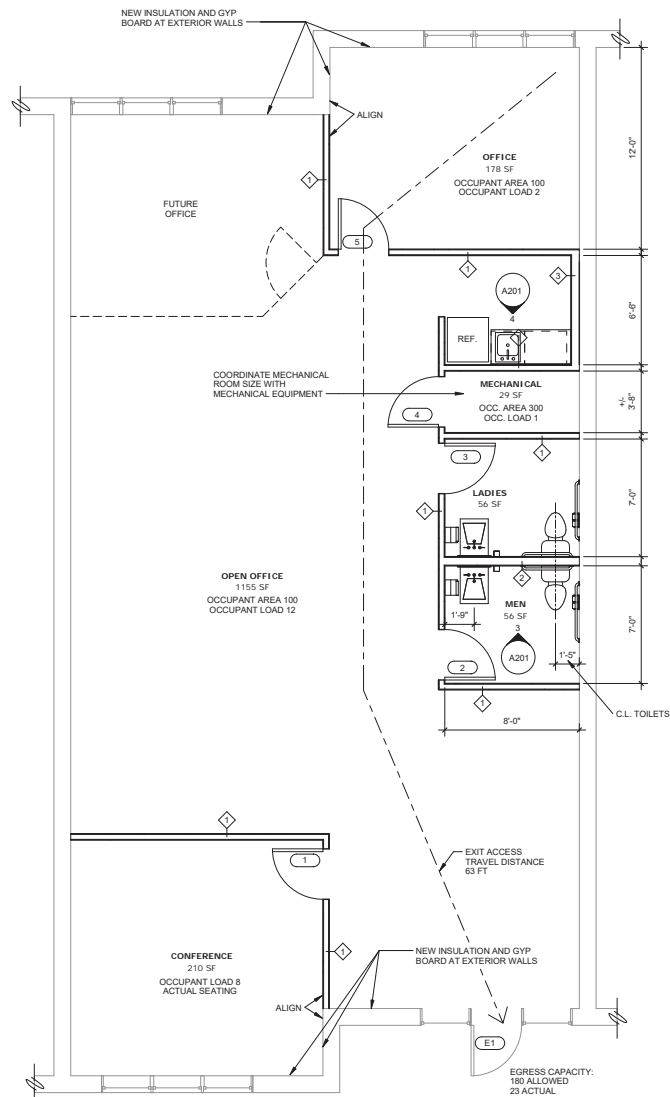 NEW INSULATION AND GYP
BOARD AT EXTERIOR WALLS
ALIGN
12'-0"
OFFICE
178 SF
OCCUPANT AREA 100
OCCUPANT LOAD 2
1
FUTURE
OFFICE
5
1
3
A201
4
6'-6"
REF.
COORDINATE MECHANICAL
ROOM SIZE WITH
MECHANICAL EQUIPMENT
MECHANICAL
29 SF
OCC. AREA 300
OCC. LOAD 1
+/-
3'-8"
4
1
3
LADIES
56 SF
1
7'-0"
OPEN OFFICE
1155 SF
OCCUPANT AREA 100
OCCUPANT LOAD 12
2
1'-9"
MEN
56 SF
3
A201
7'-0"
1'-5"
2
1
C.L. TOILETS
8'-0"
1
1
EXIT ACCESS
TRAVEL DISTANCE
63 FT
CONFERENCE
210 SF
OCCUPANT LOAD 8
ACTUAL SEATING
1
NEW INSULATION AND GYP
BOARD AT EXTERIOR WALLS
ALIGN
E1
EGRESS CAPACITY:
180 ALLOWED
23 ACTUAL